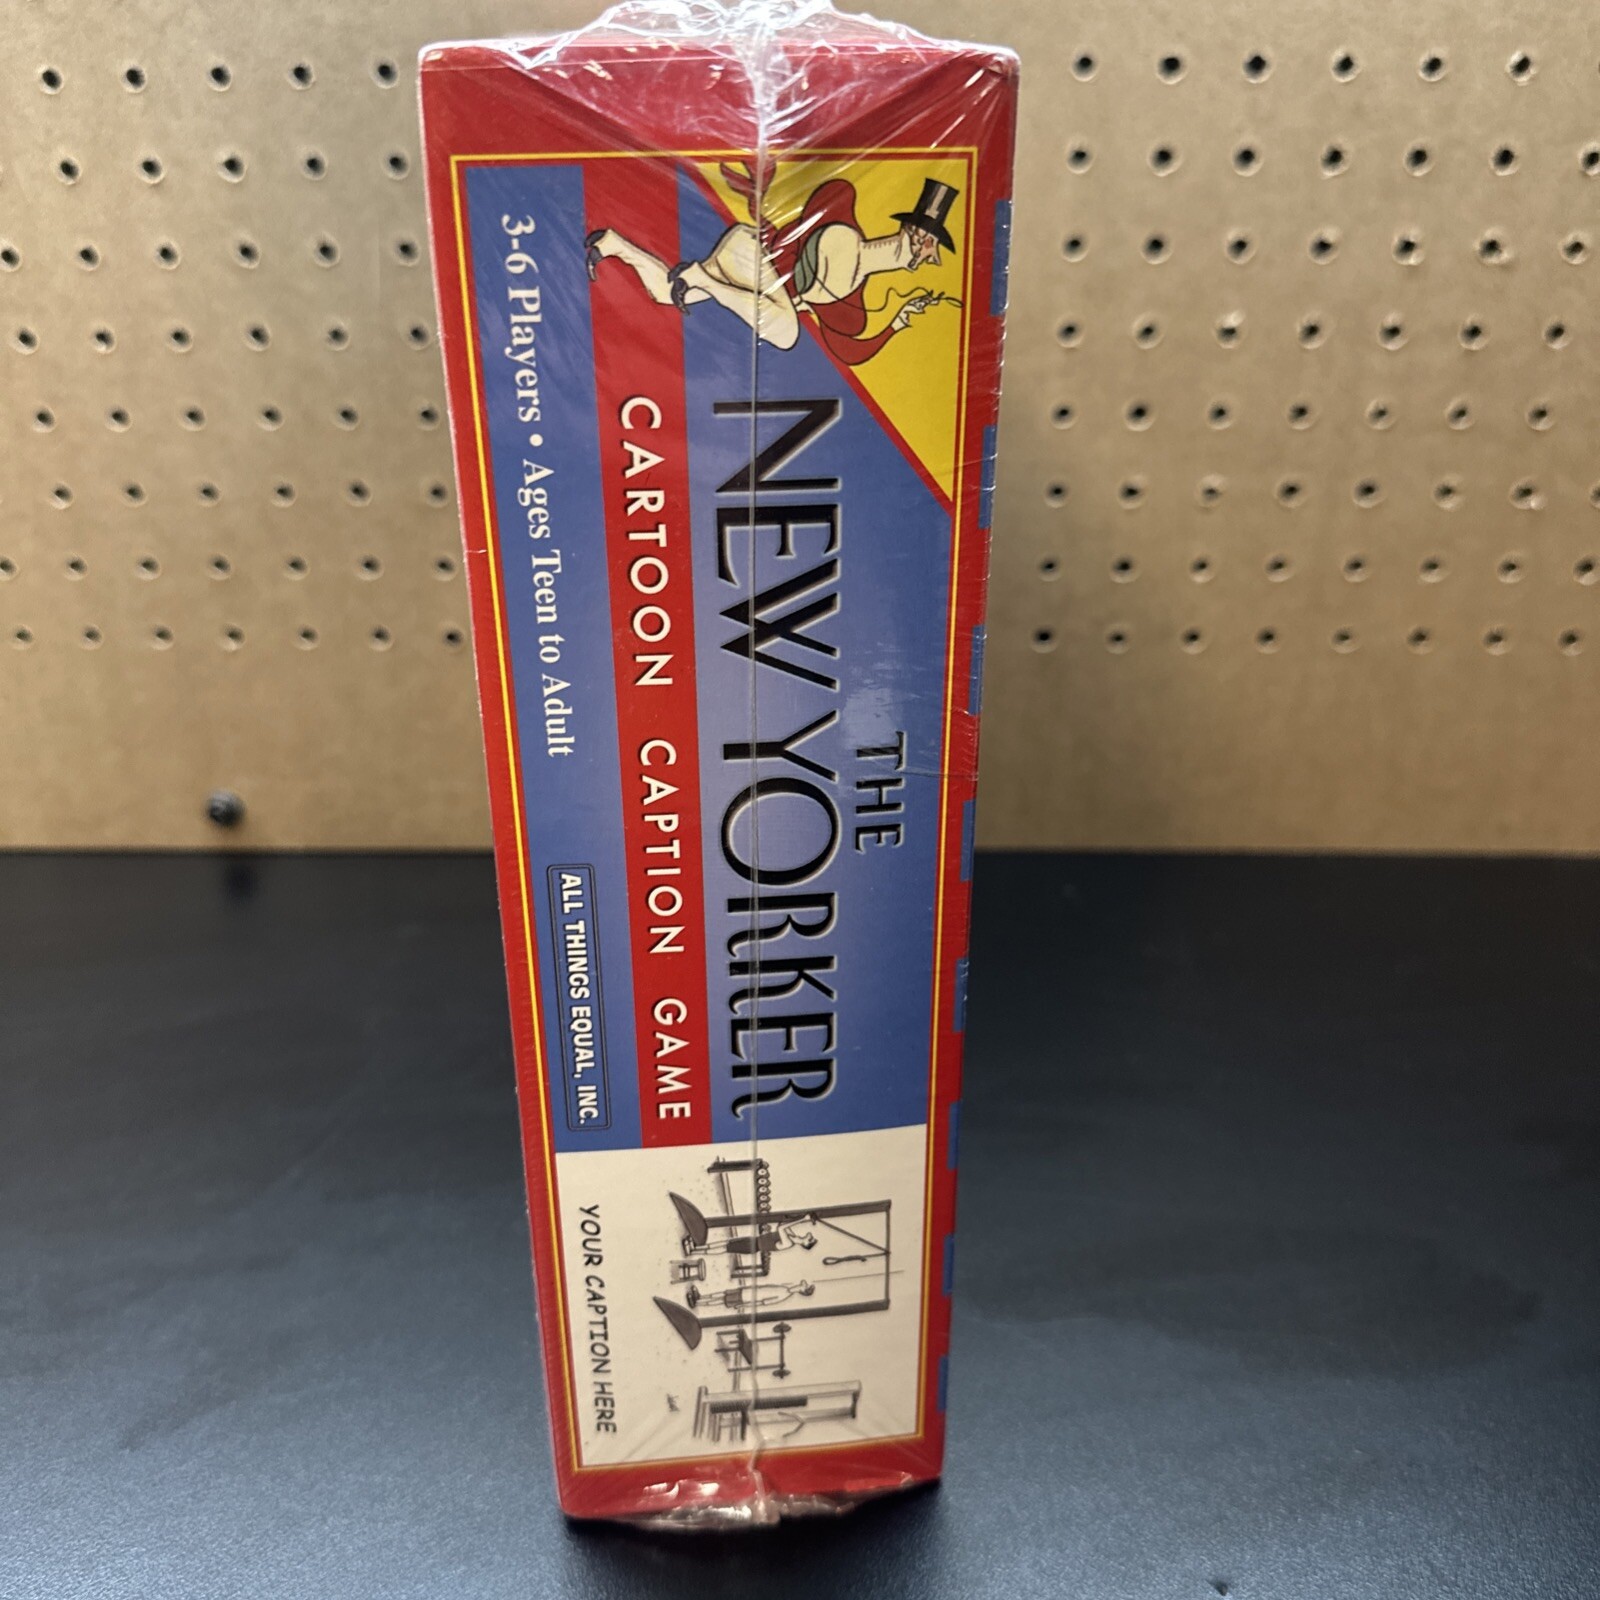 THE
NEW YORKER
CARTOON CAPTION GAME
3-6 Players • Ages Teen to Adult
ALL THINGS EQUAL, INC.
YOUR CAPTION HERE